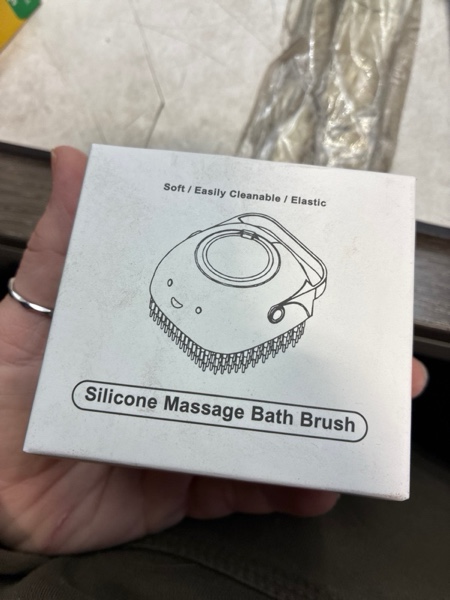 Soft / Easily Cleanable / Elastic
Silicone Massage Bath Brush